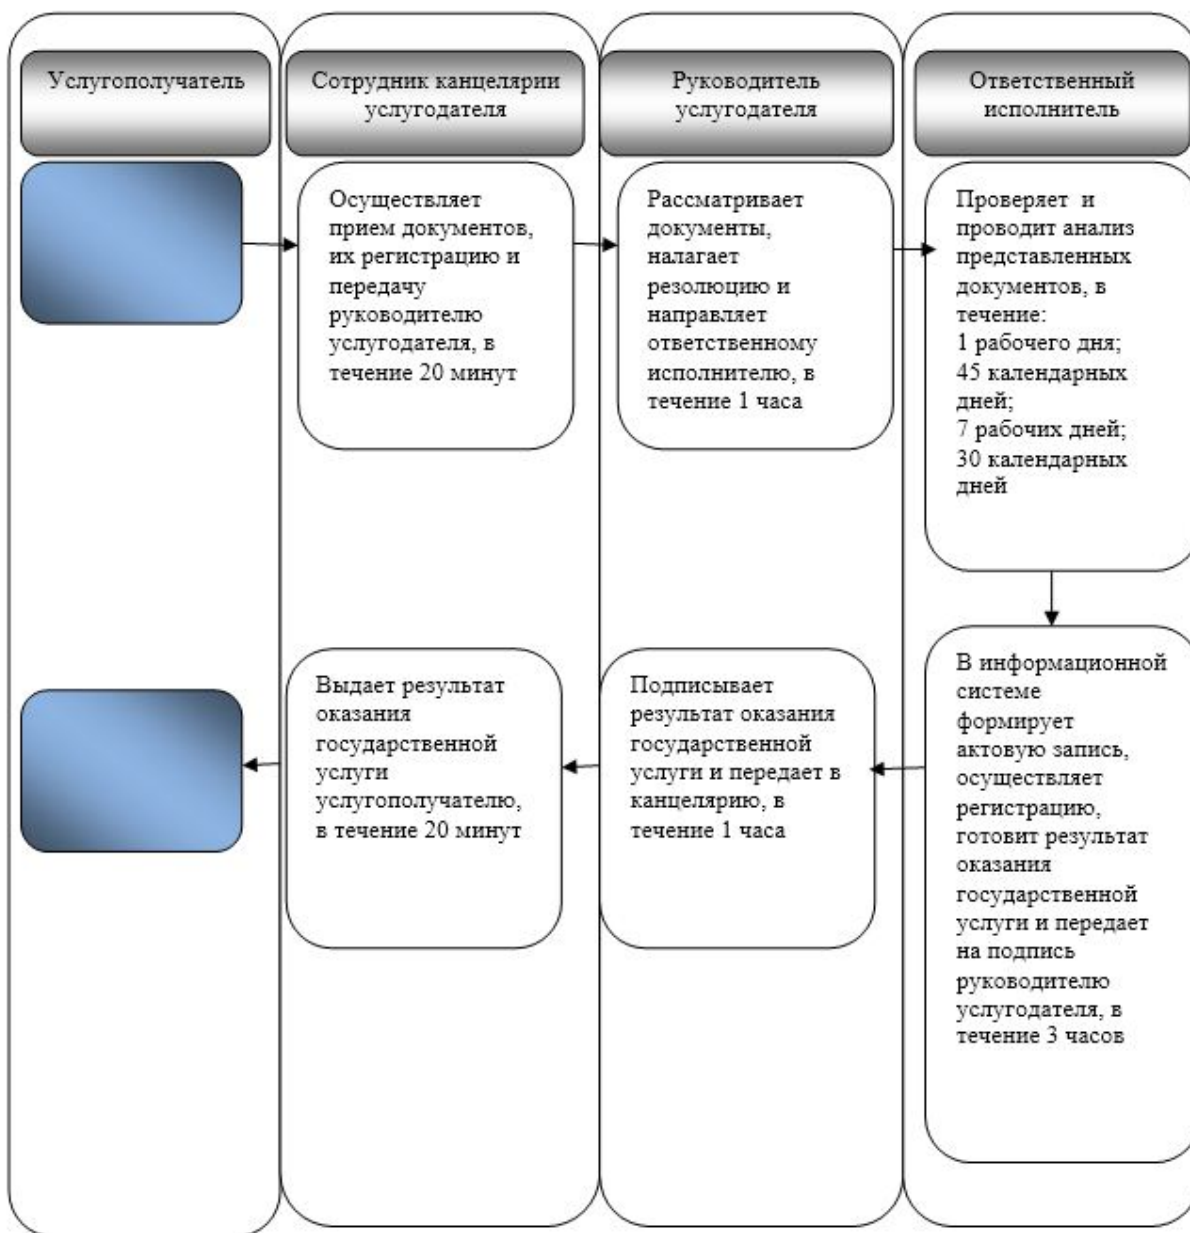 Услугополучатель
Сотрудник канцелярии
услугодателя
Руководитель
услугодателя
Ответственный
исполнитель
Осуществляет
прием документов,
их регистрацию и
передачу
руководителю
услугодателя, в
течение 20 минут
Рассматривает
документы,
налагает
резолюцию и
направляет
ответственному
исполнителю, в
течение 1 часа
Проверяет и
проводит анализ
представленных
документов, в
течение:
1 рабочего дня;
45 календарных
дней;
7 рабочих дней;
30 календарных
дней
Выдает результат
оказания
государственной
услуги
услугополучателю,
в течение 20 минут
Подписывает
результат оказания
государственной
услуги и передает в
канцелярию, в
течение 1 часа
В информационной
системе
формирует
актовую запись,
осуществляет
регистрацию,
готовит результат
оказания
государственной
услуги и передает
на подпись
руководителю
услугодателя, в
течение 3 часов